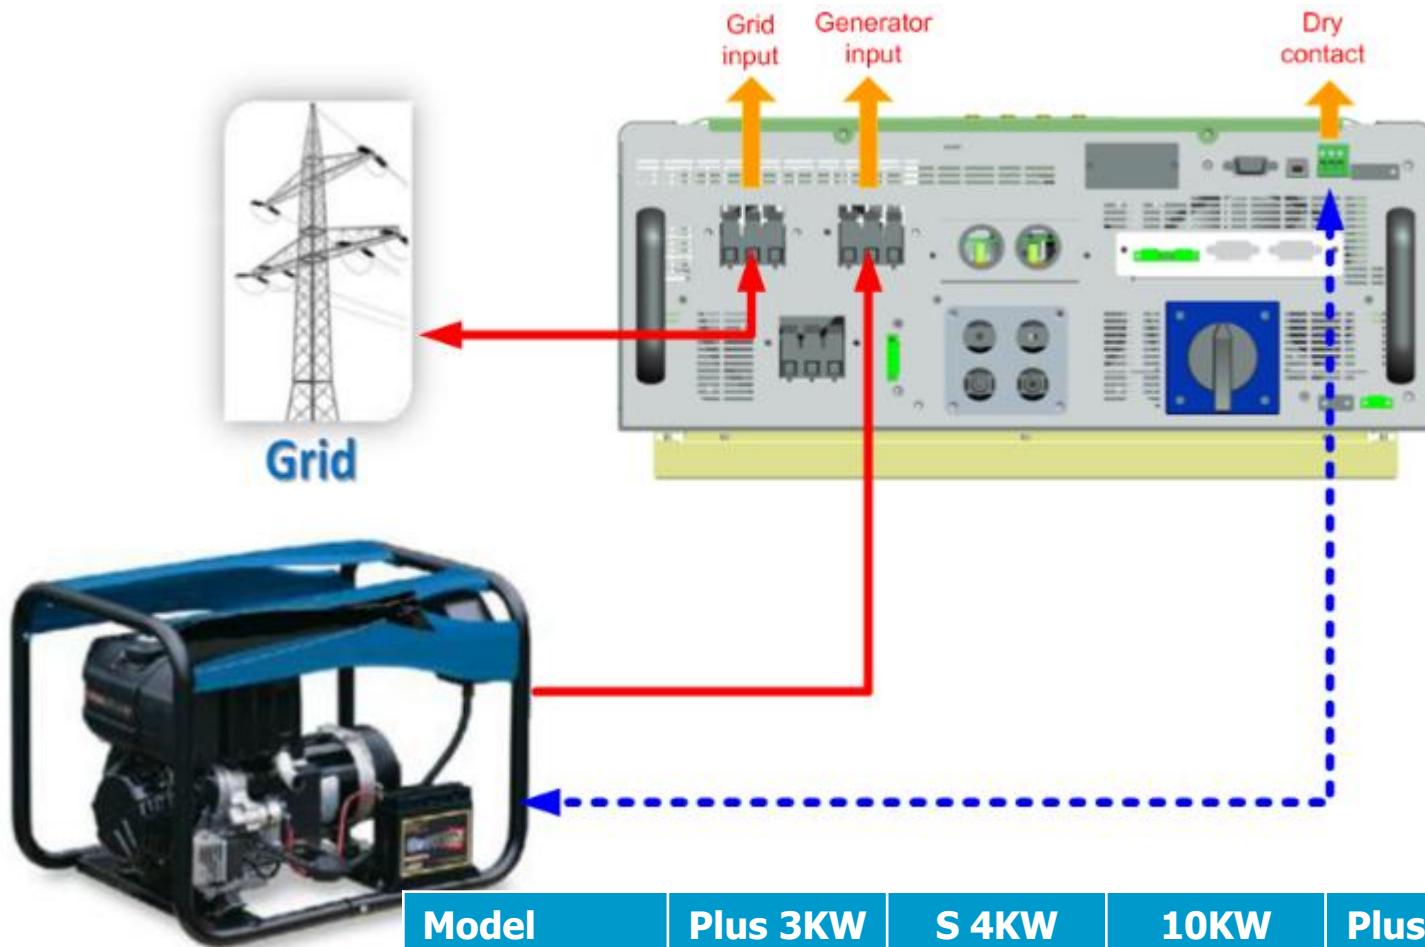 Grid
input
Generator
input
Dry
contact
Grid
Model Plus 3KW S 4KW 10KW Plus